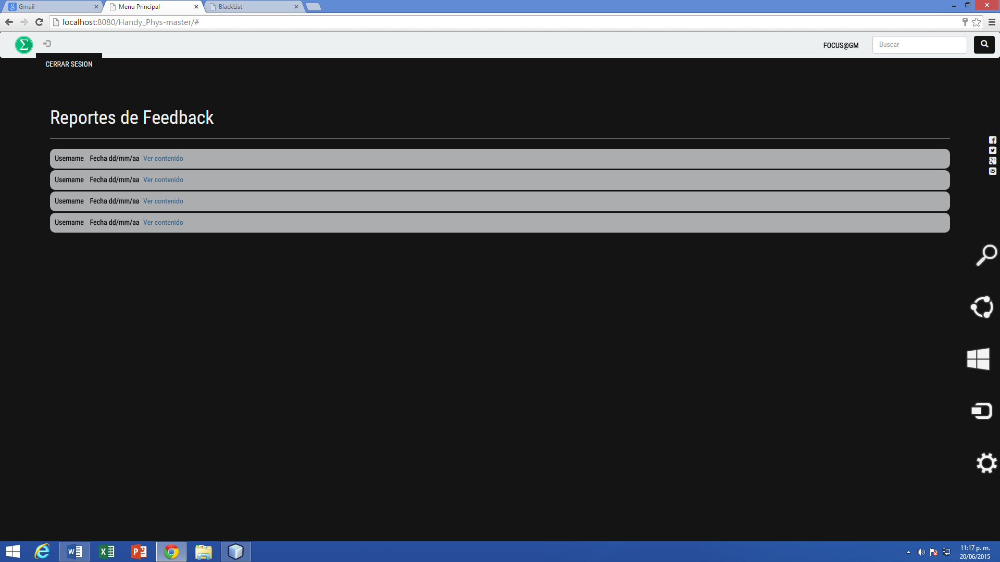 Gmail
Menu Principal
BlackList
localhost:8080/Handy_Phys-master/#
FOCUS@GM
Buscar
CERRAR SESION
Reportes de Feedback
Username Fecha dd/mm/aa Ver contenido
Username Fecha dd/mm/aa Ver contenido
Username Fecha dd/mm/aa Ver contenido
Username Fecha dd/mm/aa Ver contenido
11:17 p. m.
20/06/2015